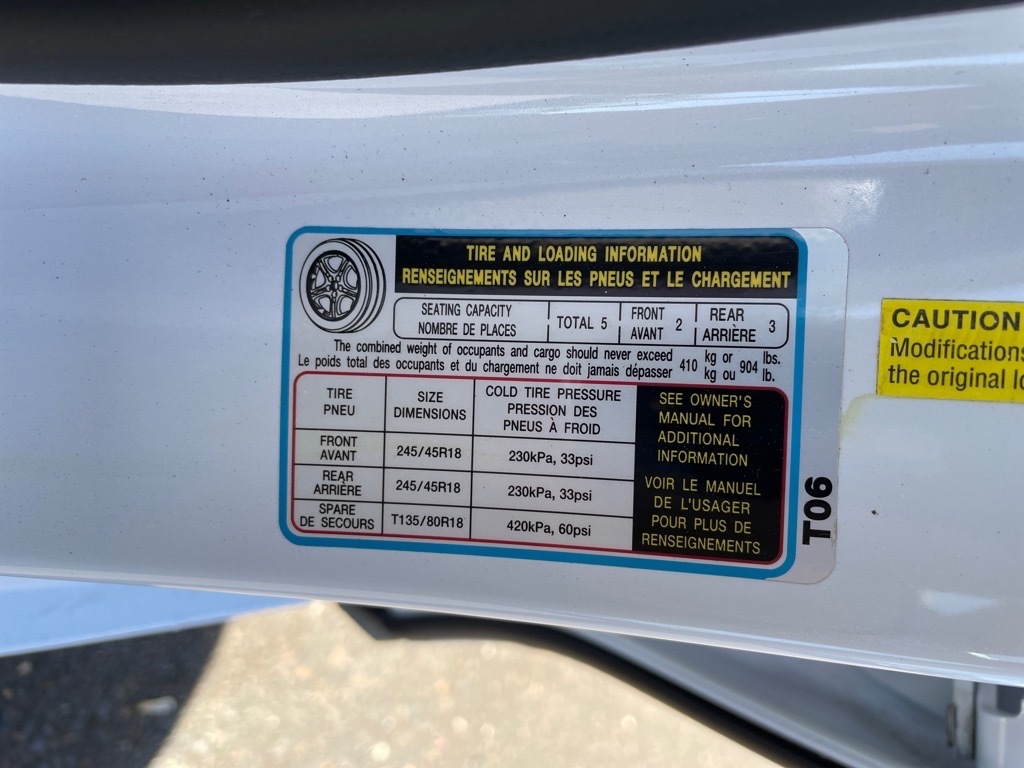 TIRE AND LOADING INFORMATION
RENSEIGNEMENTS SUR LES PNEUS ET LE CHARGEMENT
SEATING CAPACITY
NOMBRE DE PLACES
TOTAL 5
FRONT
AVANT 2
REAR
ARRIÈRE 3
The combined weight of occupants and cargo should never exceed 410 kg or 904 lbs.
Le poids total des occupants et du chargement ne doit jamais dépasser 410 kg ou 904 lb.
TIRE
PNEU
SIZE
DIMENSIONS
COLD TIRE PRESSURE
PRESSION DES
PNEUS À FROID
FRONT
AVANT
245/45R18
230kPa, 33psi
REAR
ARRIÈRE
245/45R18
230kPa, 33psi
SPARE
DE SECOURS
T135/80R18
420kPa, 60psi
SEE OWNER'S
MANUAL FOR
ADDITIONAL
INFORMATION
VOIR LE MANUEL
DE L'USAGER
POUR PLUS DE
RENSEIGNEMENTS
T06
CAUTION
Modifications
the original